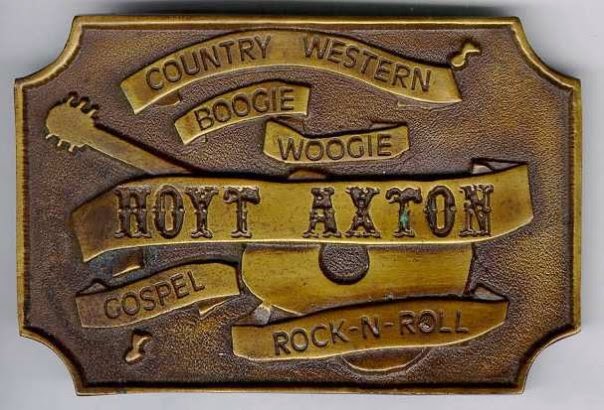 COUNTRY WESTERN
BOOGIE
WOOGIE
HOYT AXTON
GOSPEL
ROCK-N-ROLL